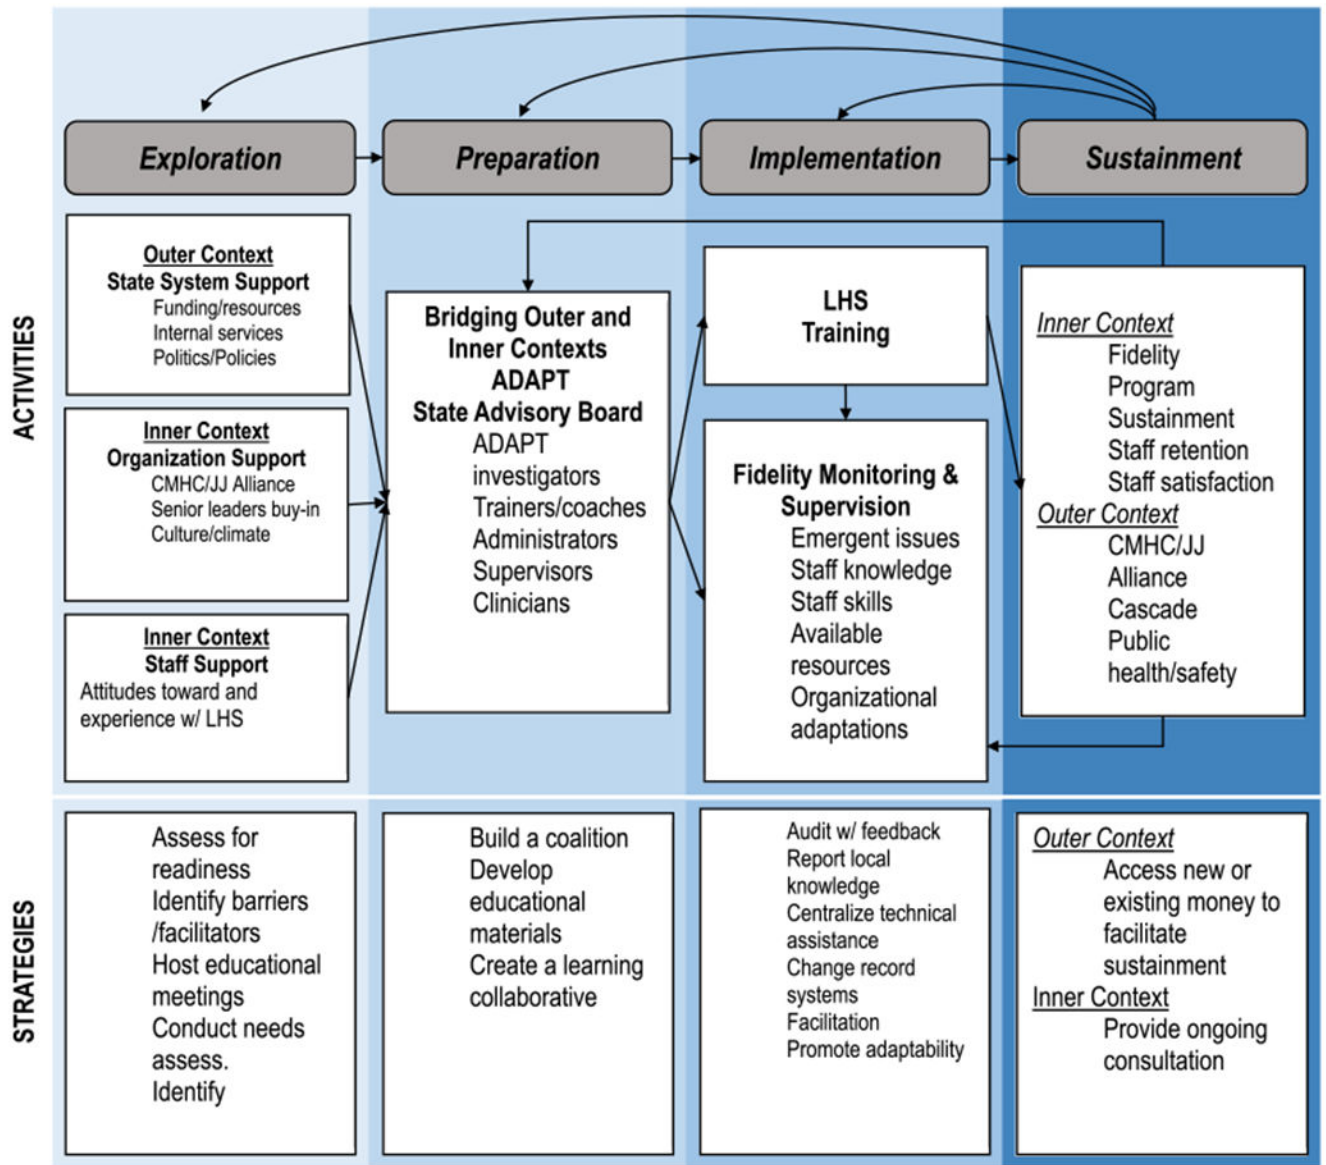 Exploration
Preparation
Implementation
Sustainment
ACTIVITIES
Outer Context
State System Support
Funding/resources
Internal services
Politics/Policies
Inner Context
Organization Support
CMHC/JJ Alliance
Senior leaders buy-in
Culture/climate
Inner Context
Staff Support
Attitudes toward and
experience w/ LHS
Bridging Outer and
Inner Contexts
ADAPT
State Advisory Board
ADAPT
investigators
Trainers/coaches
Administrators
Supervisors
Clinicians
LHS
Training
Fidelity Monitoring &
Supervision
Emergent issues
Staff knowledge
Staff skills
Available
resources
Organizational
adaptations
Inner Context
Fidelity
Program
Sustainment
Staff retention
Staff satisfaction
Outer Context
CMHC/JJ
Alliance
Cascade
Public
health/safety
STRATEGIES
Assess for
readiness
Identify barriers
/facilitators
Host educational
meetings
Conduct needs
assess.
Identify
Build a coalition
Develop
educational
materials
Create a learning
collaborative
Audit w/ feedback
Report local
knowledge
Centralize technical
assistance
Change record
systems
Facilitation
Promote adaptability
Outer Context
Access new or
existing money to
facilitate
sustainment
Inner Context
Provide ongoing
consultation